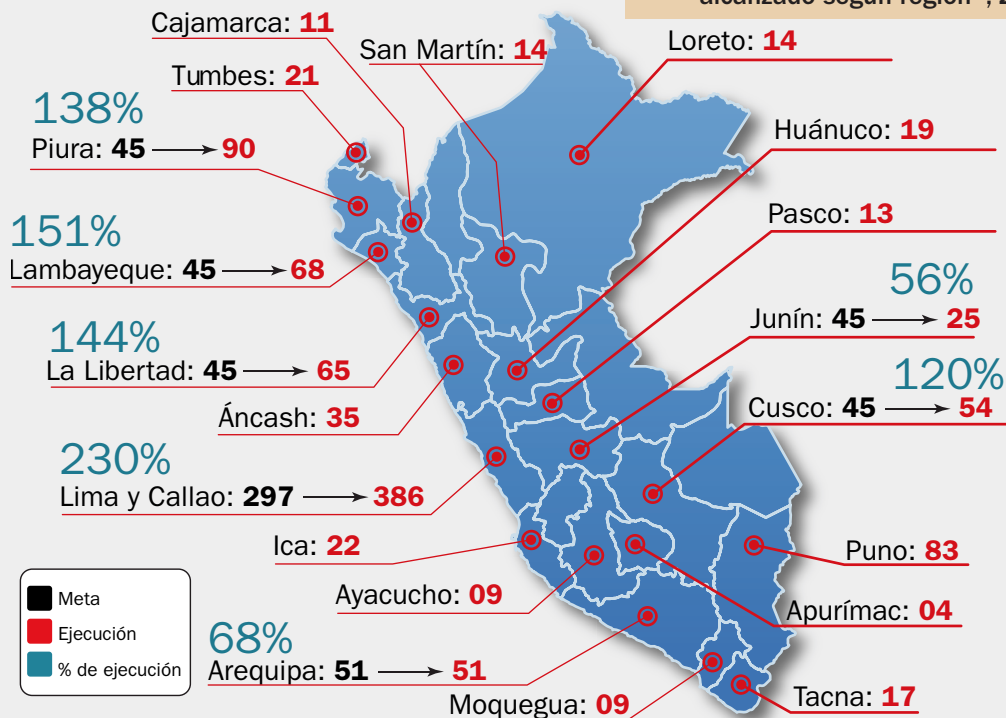 alcanzado según región
Cajamarca: 11
San Martín: 14
Loreto: 14
Tumbes: 21
138%
Piura: 45 → 90
Huánuco: 19
Pasco: 13
151%
Lambayeque: 45 → 68
56%
Junín: 45 → 25
144%
La Libertad: 45 → 65
120%
Cusco: 45 → 54
Áncash: 35
230%
Lima y Callao: 297 → 386
Ica: 22
Puno: 83
Ayacucho: 09
Apurímac: 04
Meta
Ejecución
% de ejecución
68%
Arequipa: 51 → 51
Moquegua: 09
Tacna: 17